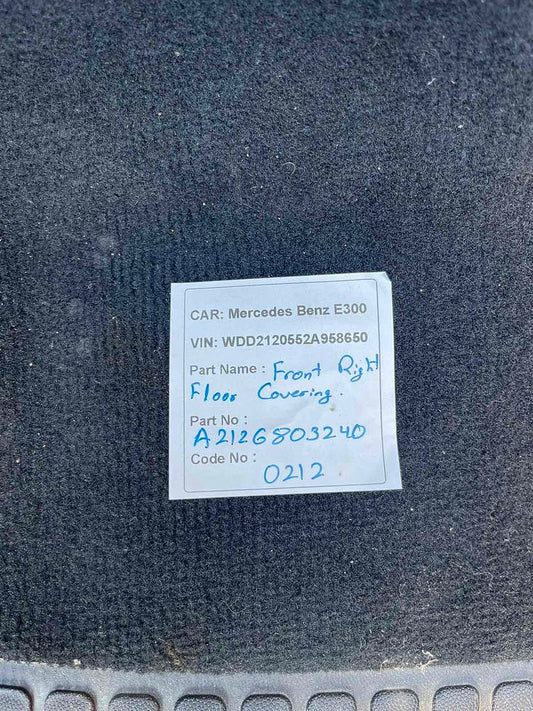 CAR: Mercedes Benz E300
VIN: WDD2120552A958650
Part Name : Front Right
Floor Covering.
Part No :
A2126803240
Code No :
0212